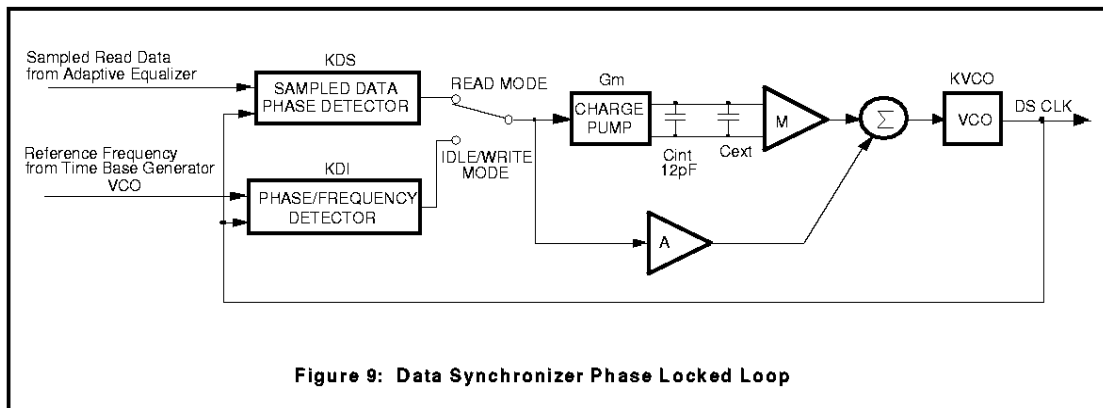 Sampled Read Data
from Adaptive Equalizer
KDS
SAMPLED DATA
PHASE DETECTOR
READ MODE
Gm
CHARGE
PUMP
Cint
12pF
Cext
M
Σ
KVCO
VCO
DS CLK
Reference Frequency
from Time Base Generator
VCO
KDI
PHASE/FREQUENCY
DETECTOR
IDLE/WRITE
MODE
A
Figure 9: Data Synchronizer Phase Locked Loop